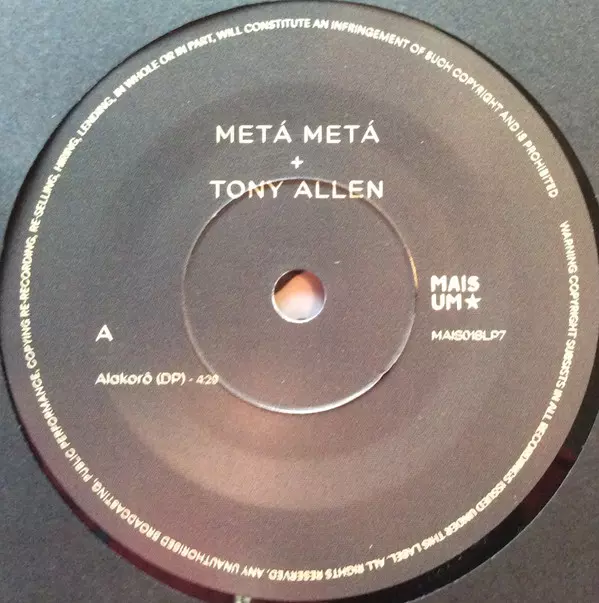 METÁ METÁ
+
TONY ALLEN
MAIS
UM★
A
MAIS018LP7
Alakorô (DP) - 4:29
WARNING COPYRIGHT SUBSISTS IN ALL RECORDINGS ISSUED UNDER THIS LABEL. ALL RIGHTS RESERVED, ANY UNAUTHORISED BROADCASTING, PUBLIC PERFORMANCE, COPYING RE-RECORDING, RE-SELLING, HIRING, LENDING, IN WHOLE OR IN PART, WILL CONSTITUTE AN INFRINGEMENT OF SUCH COPYRIGHT AND IS PROHIBITED